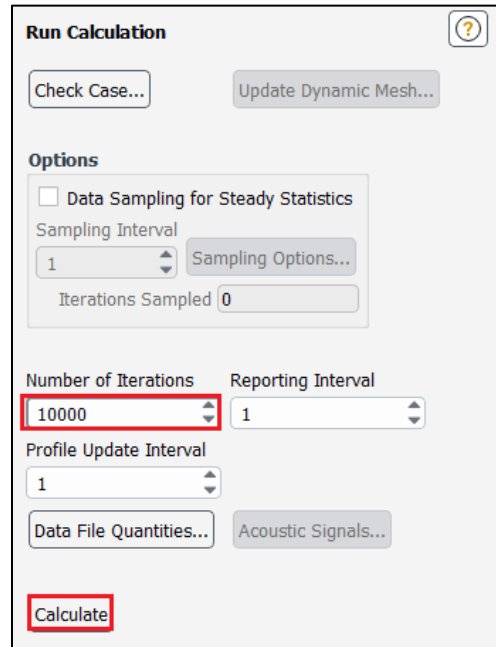 Run Calculation
?
Check Case...
Update Dynamic Mesh...
Options
Data Sampling for Steady Statistics
Sampling Interval
1
Sampling Options...
Iterations Sampled 0
Number of Iterations
Reporting Interval
10000
1
Profile Update Interval
1
Data File Quantities...
Acoustic Signals...
Calculate